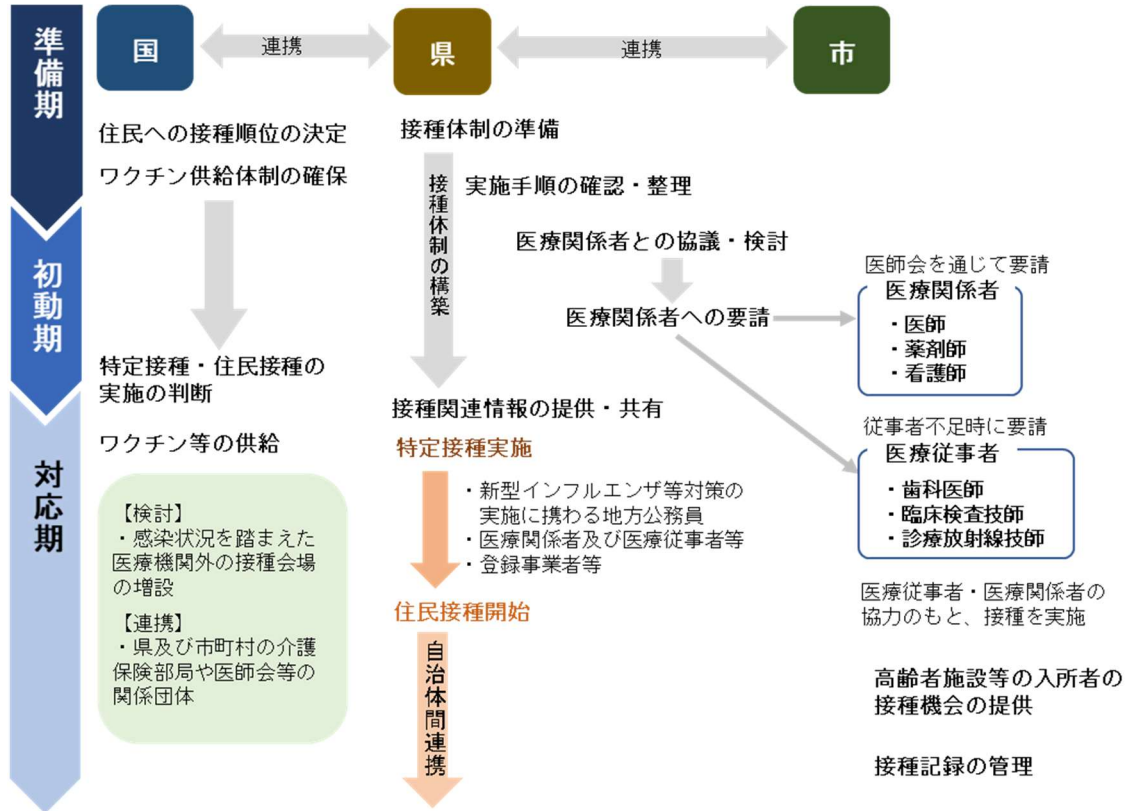 準備期
国
連携
県
連携
市
住民への接種順位の決定
ワクチン供給体制の確保
接種体制の準備
接種体制の構築
実施手順の確認・整理
医療関係者との協議・検討
医療関係者への要請
医師会を通じて要請
医療関係者
・医師
・薬剤師
・看護師
初動期
特定接種・住民接種の
実施の判断
接種関連情報の提供・共有
従事者不足時に要請
医療従事者
・歯科医師
・臨床検査技師
・診療放射線技師
対応期
ワクチン等の供給
【検討】
・感染状況を踏まえた
医療機関外の接種会場
の増設
【連携】
・県及び市町村の介護
保険部局や医師会等の
関係団体
特定接種実施
・新型インフルエンザ等対策の
実施に携わる地方公務員
・医療関係者及び医療従事者等
・登録事業者等
住民接種開始
自治体間連携
医療従事者・医療関係者の
協力のもと、接種を実施
高齢者施設等の入所者の
接種機会の提供
接種記録の管理